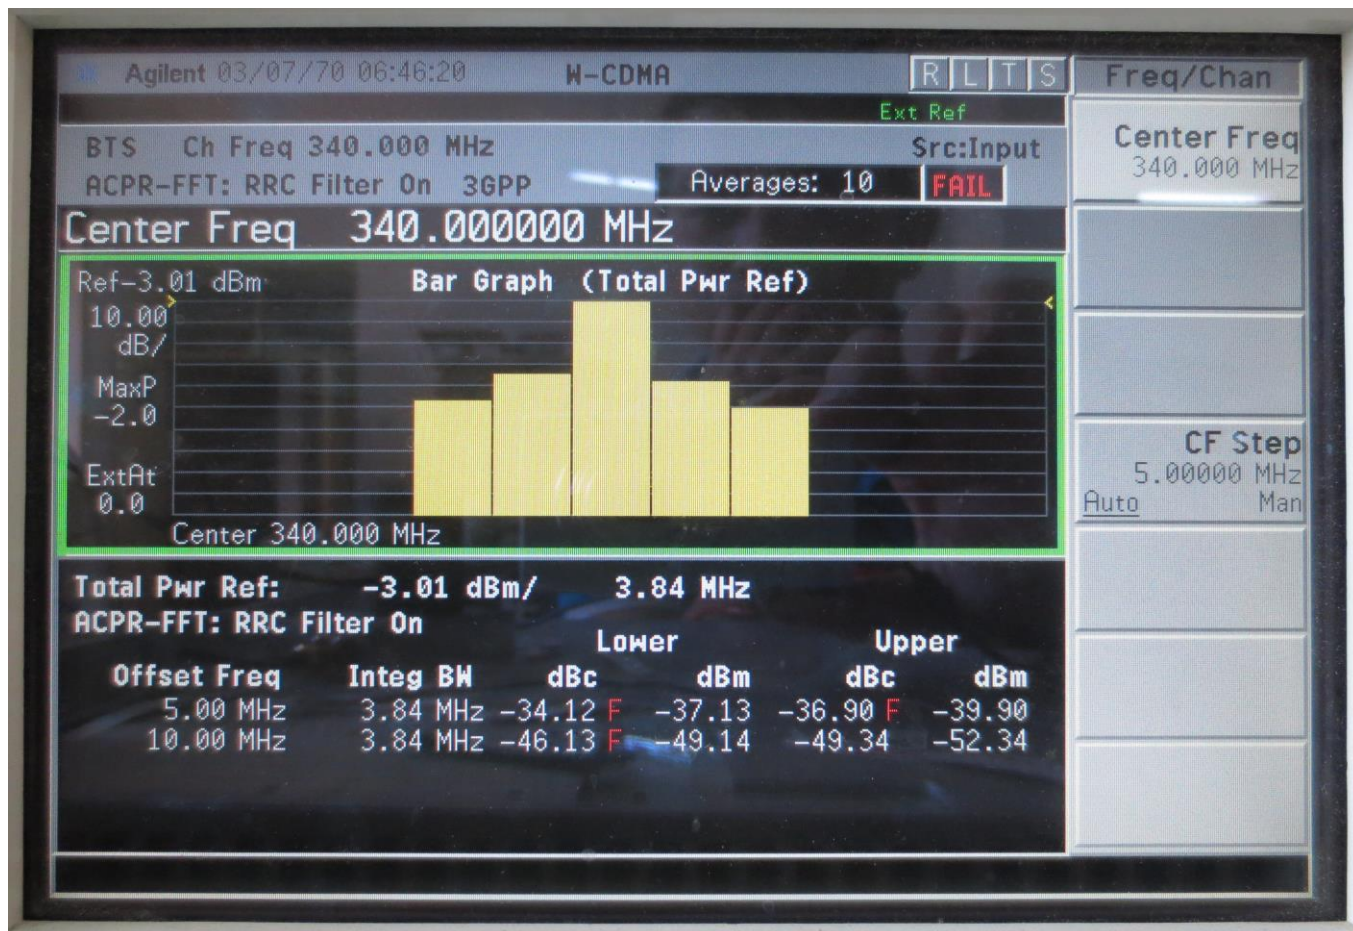 Agilent 03/07/70 06:46:20 W-CDMA R L T S Freq/Chan
Ext Ref
BTS Ch Freq 340.000 MHz Src:Input
ACPR-FFT: RRC Filter On 3GPP Averages: 10 FAIL
Center Freq
340.000 MHz
Center Freq 340.000000 MHz
Ref-3.01 dBm Bar Graph (Total Pwr Ref)
10.00
dB/
MaxP
-2.0
ExtAt
0.0
Center 340.000 MHz
CF Step
5.00000 MHz
Auto Man
Total Pwr Ref: -3.01 dBm/ 3.84 MHz
ACPR-FFT: RRC Filter On
Lower Upper
Offset Freq Integ BW dBc dBm dBc dBm
5.00 MHz 3.84 MHz -34.12 F -37.13 -36.90 F -39.90
10.00 MHz 3.84 MHz -46.13 F -49.14 -49.34 -52.34